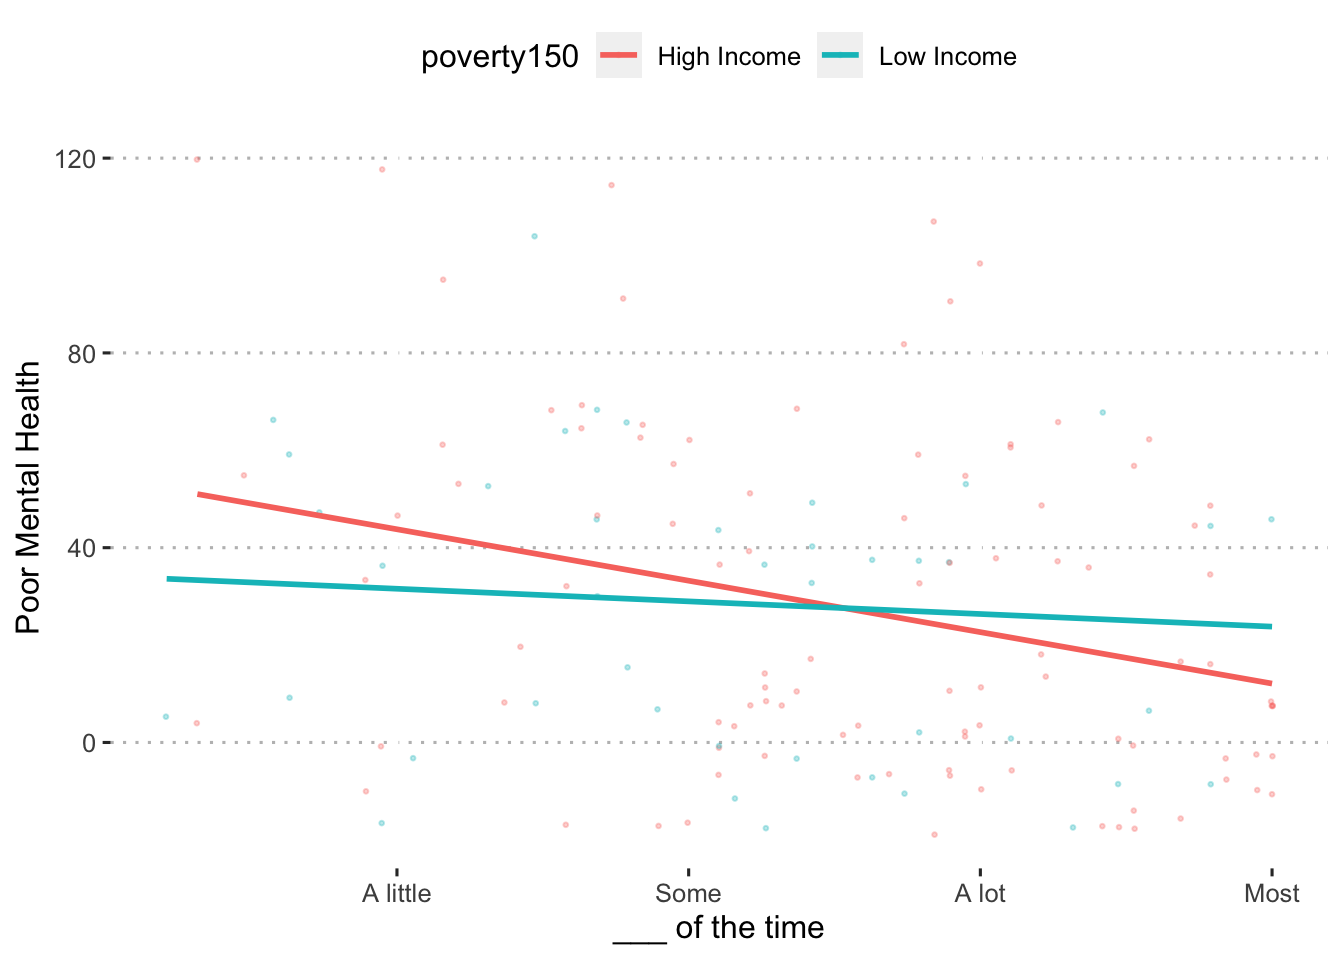 poverty150 High Income Low Income
120
80
40
0
Poor Mental Health
A little Some A lot Most
___ of the time